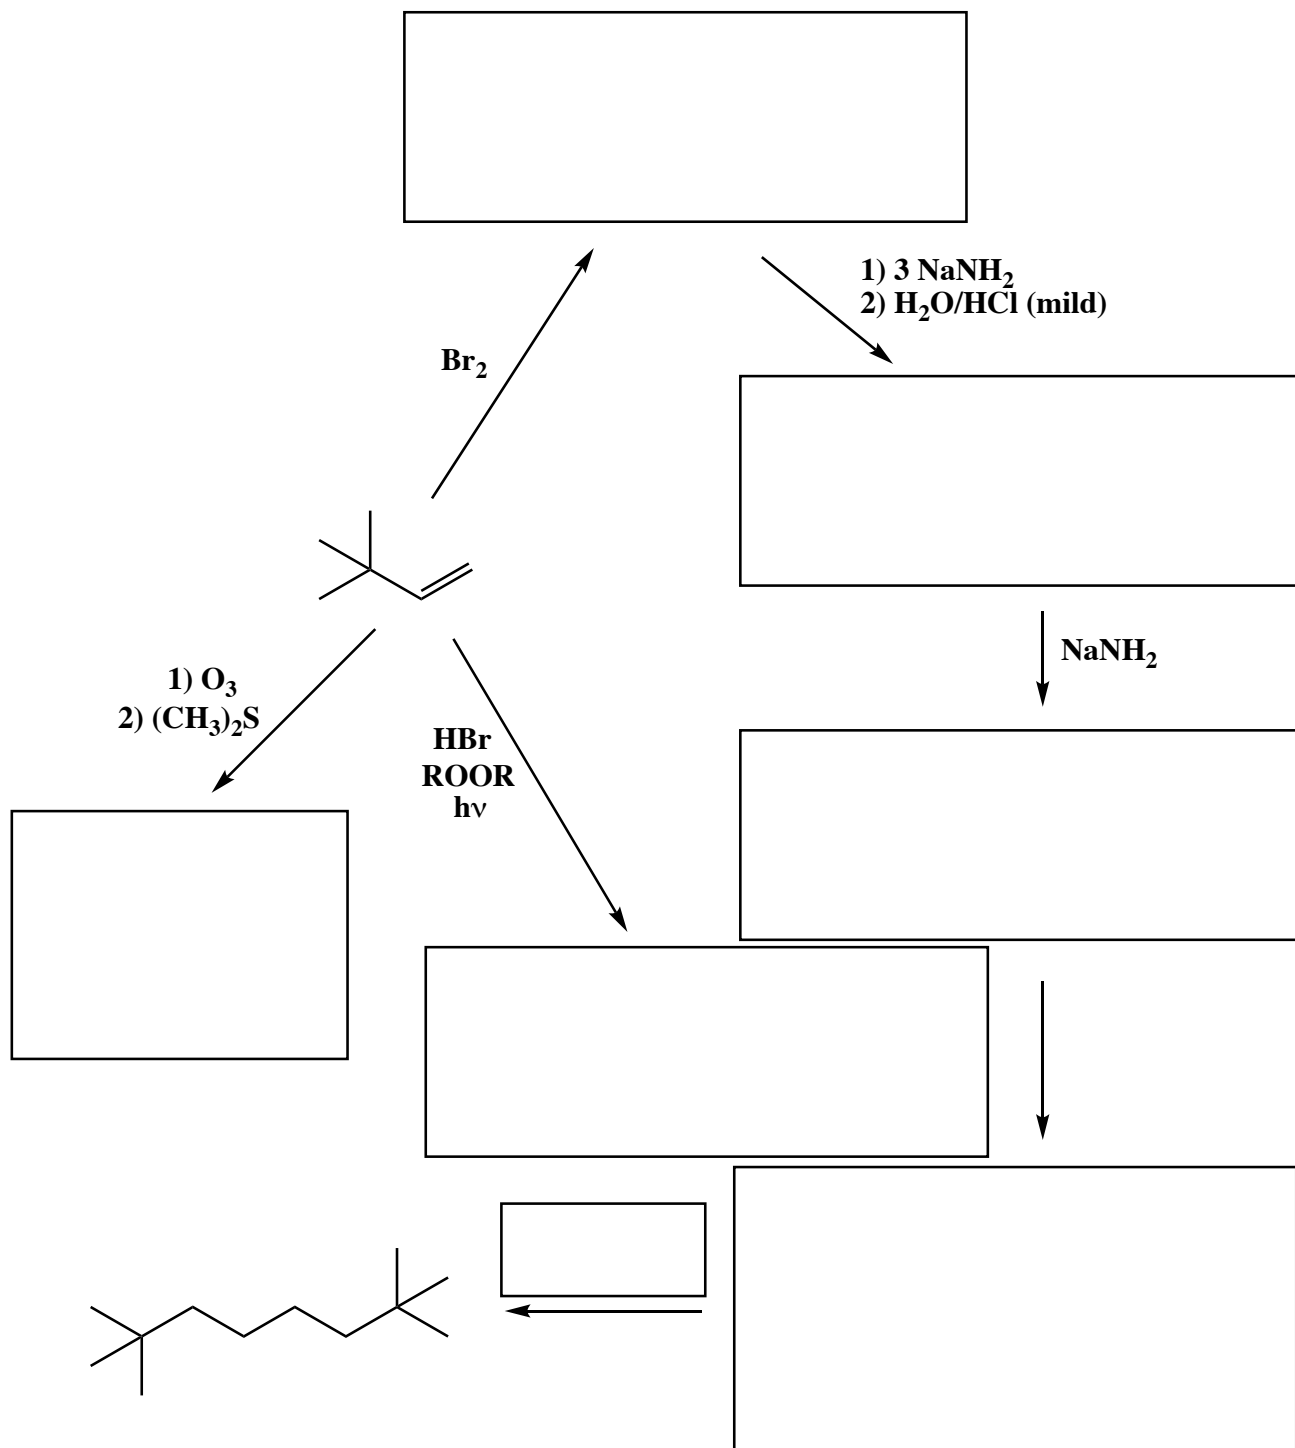 1) 3 NaNH₂
2) H₂O/HCl (mild)
Br₂
NaNH₂
1) O₃
2) (CH₃)₂S
HBr
ROOR
hν